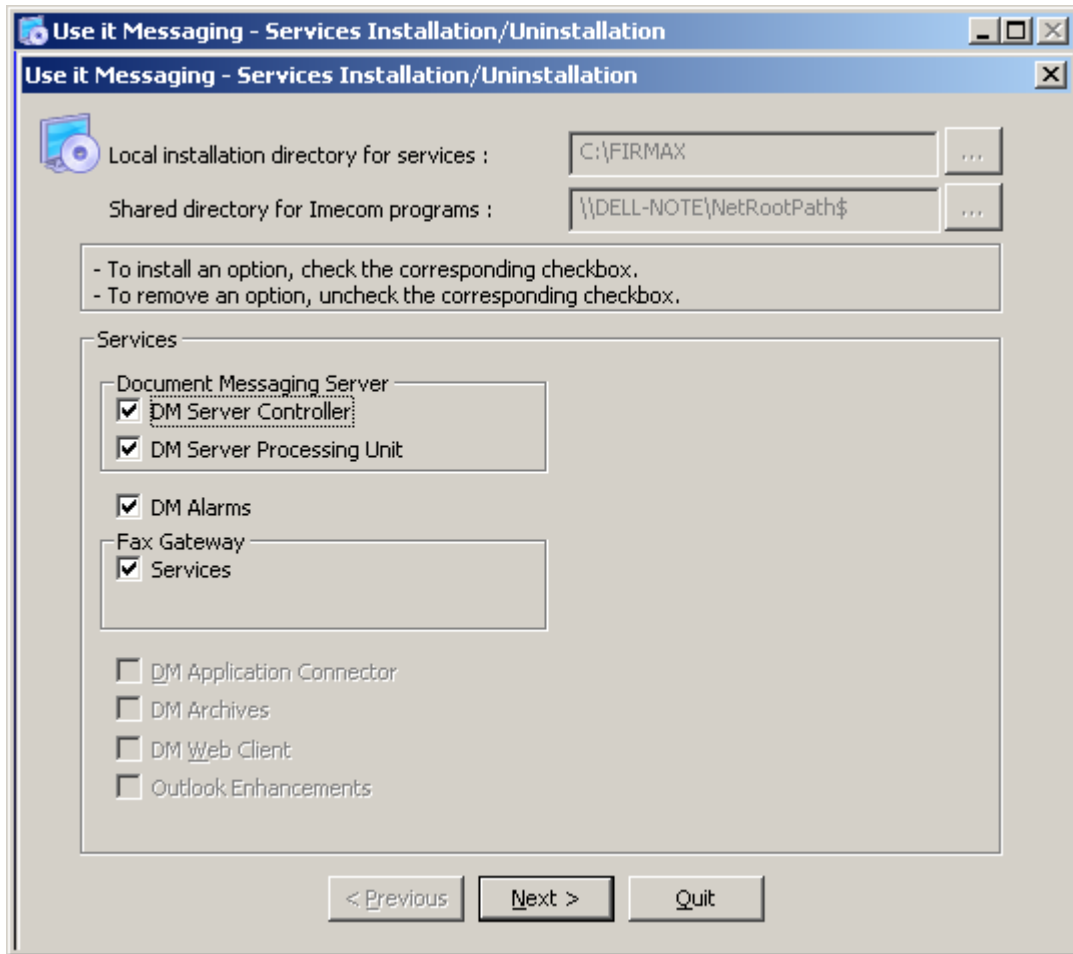 Use it Messaging - Services Installation/Uninstallation
Use it Messaging - Services Installation/Uninstallation
Local installation directory for services : C:\FIRMAX ...
Shared directory for Imecom programs : \\DELL-NOTE\NetRootPath$ ...
- To install an option, check the corresponding checkbox.
- To remove an option, uncheck the corresponding checkbox.
Services
Document Messaging Server
DM Server Controller
DM Server Processing Unit
DM Alarms
Fax Gateway
Services
DM Application Connector
DM Archives
DM Web Client
Outlook Enhancements
< Previous Next > Quit